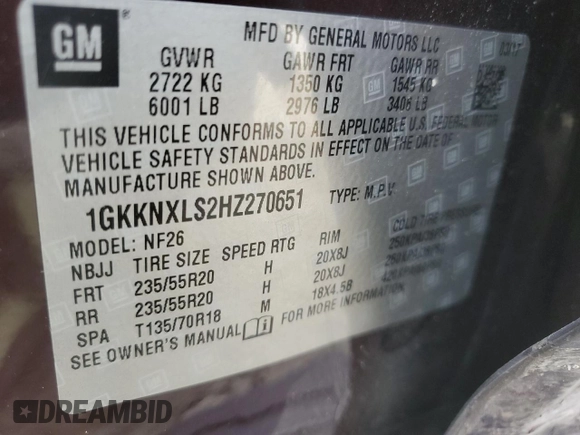 GM
MFD BY GENERAL MOTORS LLC
GVWR GAWR FRT GAWR RR
2722 KG 1350 KG 1545 KG
6001 LB 2976 LB 3406 LB
THIS VEHICLE CONFORMS TO ALL APPLICABLE U.S. FEDERAL MOTOR
VEHICLE SAFETY STANDARDS IN EFFECT ON THE DATE OF
MANUFACTURE SHOWN ABOVE.
1GKKNXLS2HZ270651 TYPE: M.P.V
MODEL: NF26
NBJJ TIRE SIZE SPEED RTG RIM COLD TIRE
FRT 235/55R20 H 20X8J
RR 235/55R20 H 20X8J
SPA T135/70R18 M 18X4.5B
SEE OWNER'S MANUAL FOR MORE INFORMATION
DREAMBID